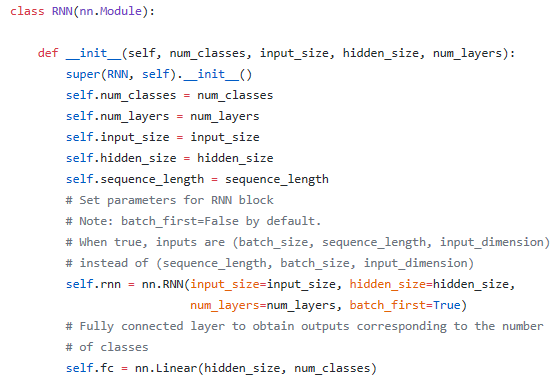 class RNN(nn.Module):
def __init__(self, num_classes, input_size, hidden_size, num_layers):
super(RNN, self).__init__()
self.num_classes = num_classes
self.num_layers = num_layers
self.input_size = input_size
self.hidden_size = hidden_size
self.sequence_length = sequence_length
# Set parameters for RNN block
# Note: batch_first=False by default.
# When true, inputs are (batch_size, sequence_length, input_dimension)
# instead of (sequence_length, batch_size, input_dimension)
self.rnn = nn.RNN(input_size=input_size, hidden_size=hidden_size,
num_layers=num_layers, batch_first=True)
# Fully connected layer to obtain outputs corresponding to the number
# of classes
self.fc = nn.Linear(hidden_size, num_classes)